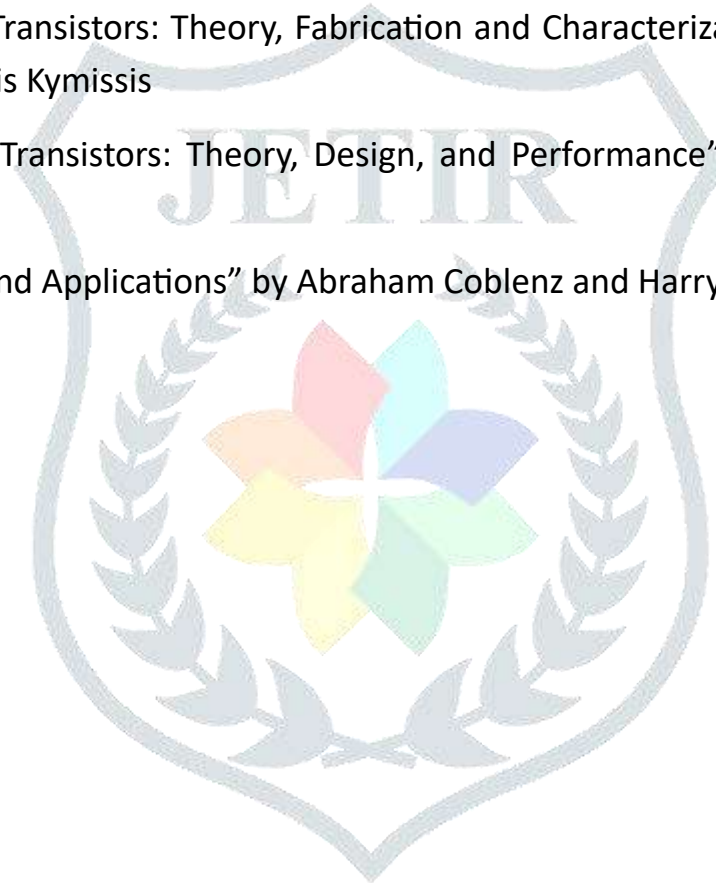 Transistors: Theory, Fabrication and Characteriza
is Kymissis
Transistors: Theory, Design, and Performance”
nd Applications” by Abraham Coblenz and Harry
JETIR